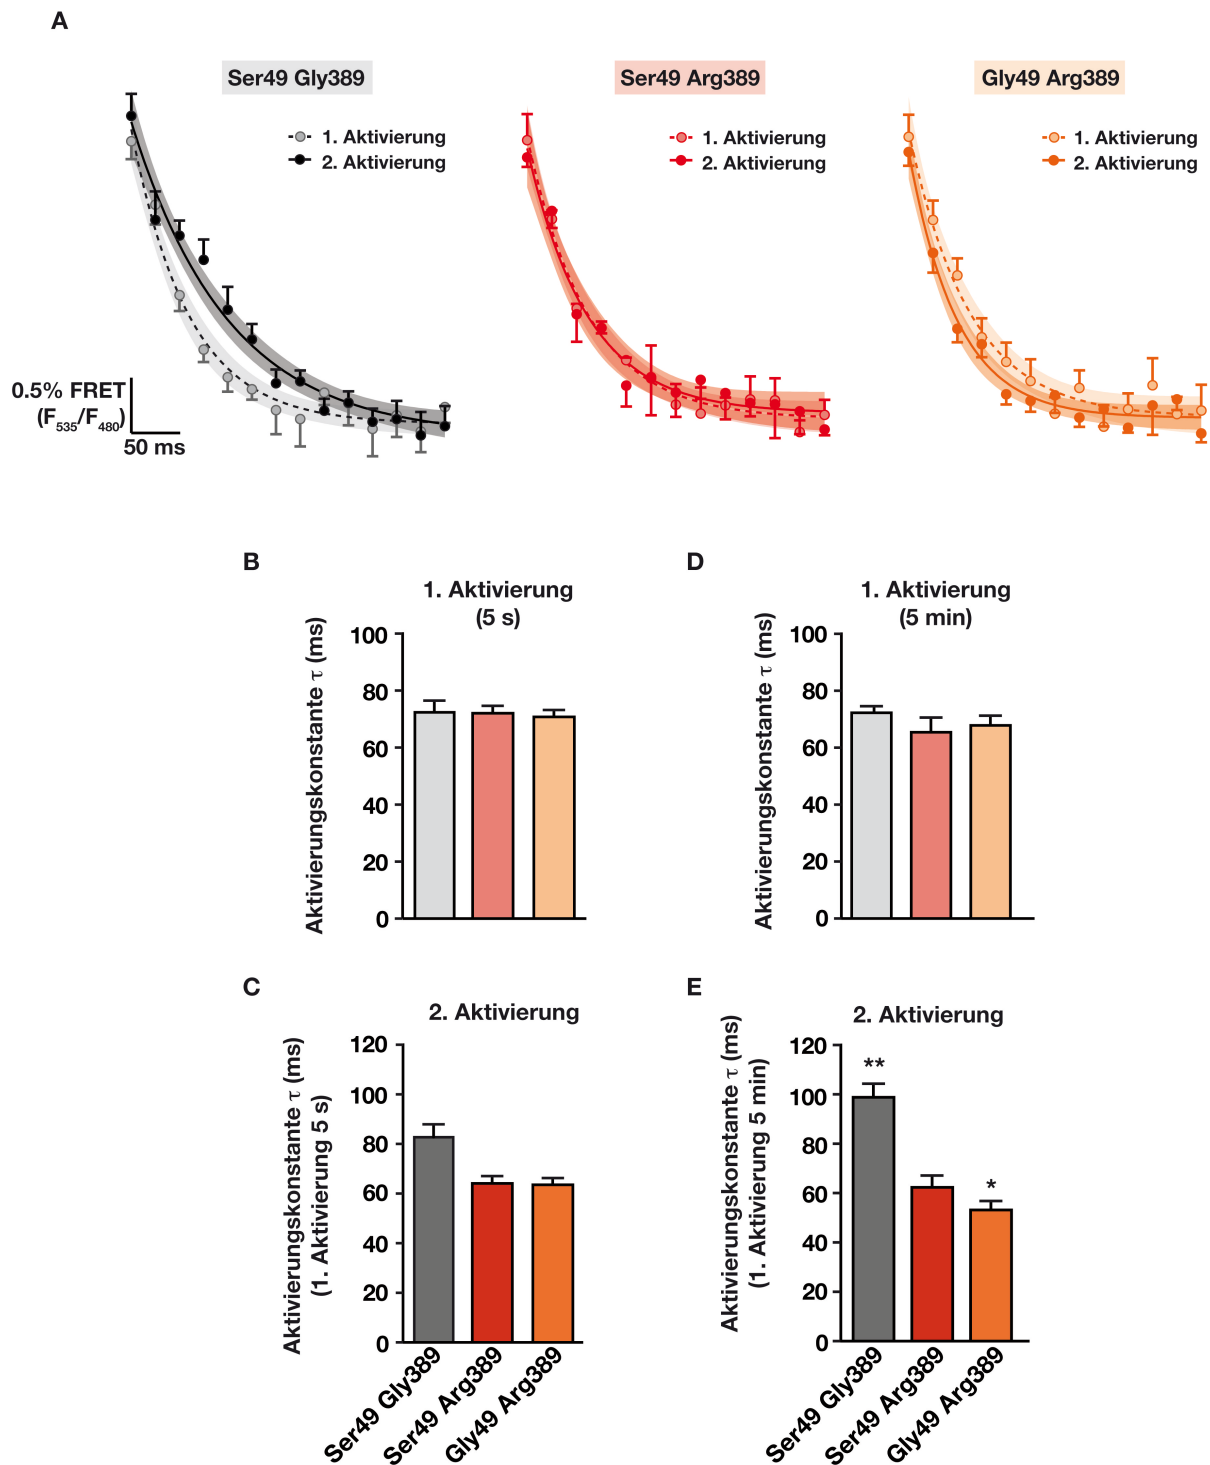 A
Ser49 Gly389
1. Aktivierung
2. Aktivierung
Ser49 Arg389
1. Aktivierung
2. Aktivierung
Gly49 Arg389
1. Aktivierung
2. Aktivierung
0.5% FRET
(F535/F480)
50 ms
B
1. Aktivierung
(5 s)
Aktivierungskonstante τ (ms)
100
80
60
40
20
0
D
1. Aktivierung
(5 min)
Aktivierungskonstante τ (ms)
100
80
60
40
20
0
C
2. Aktivierung
Aktivierungskonstante τ (ms)
(1. Aktivierung 5 s)
120
100
80
60
40
20
0
Ser49 Gly389
Ser49 Arg389
Gly49 Arg389
E
2. Aktivierung
Aktivierungskonstante τ (ms)
(1. Aktivierung 5 min)
120
100
80
60
40
20
0
**
*
Ser49 Gly389
Ser49 Arg389
Gly49 Arg389